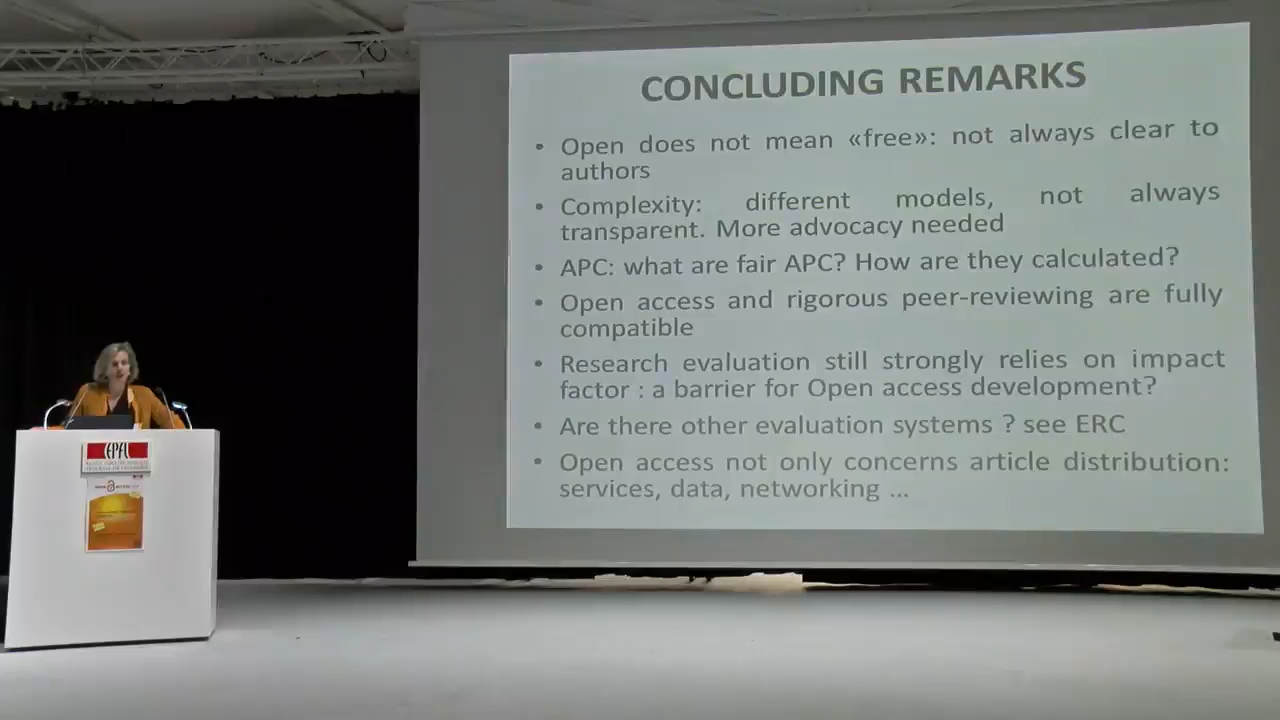 CONCLUDING REMARKS
• Open does not mean «free»: not always clear to
authors
• Complexity: different models, not always
transparent. More advocacy needed
• APC: what are fair APC? How are they calculated?
• Open access and rigorous peer-reviewing are fully
compatible
• Research evaluation still strongly relies on impact
factor : a barrier for Open access development?
• Are there other evaluation systems ? see ERC
• Open access not only concerns article distribution:
services, data, networking ...
EPFL